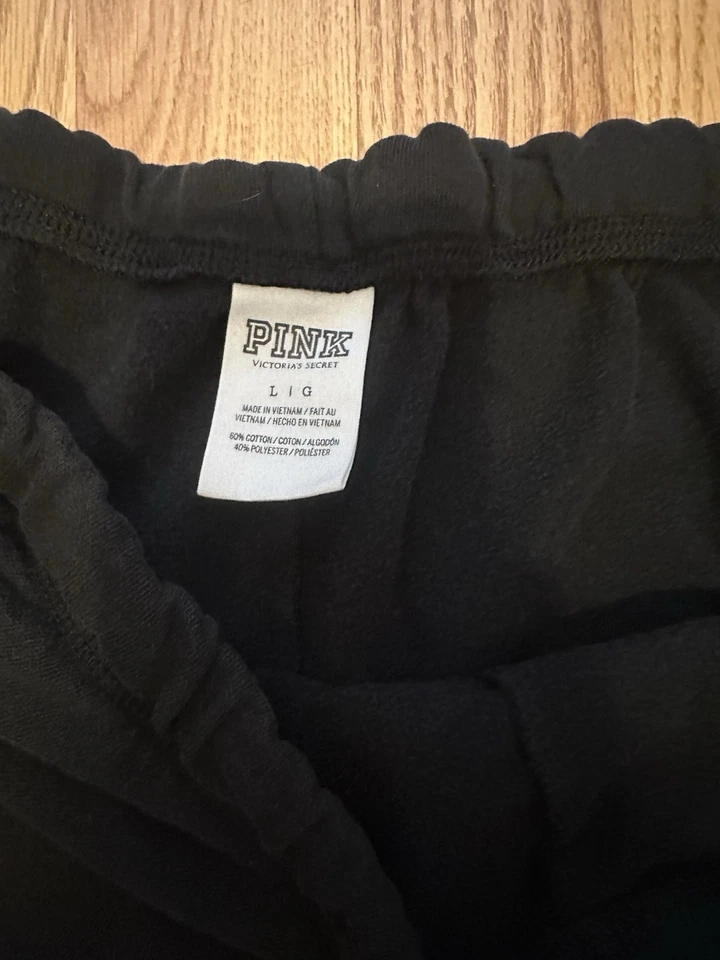 PINK
VICTORIA'S SECRET
L | G
MADE IN VIETNAM / FAIT AU
VIETNAM / HECHO EN VIETNAM
60% COTTON / COTON / ALGODÓN
40% POLYESTER / POLIÉSTER